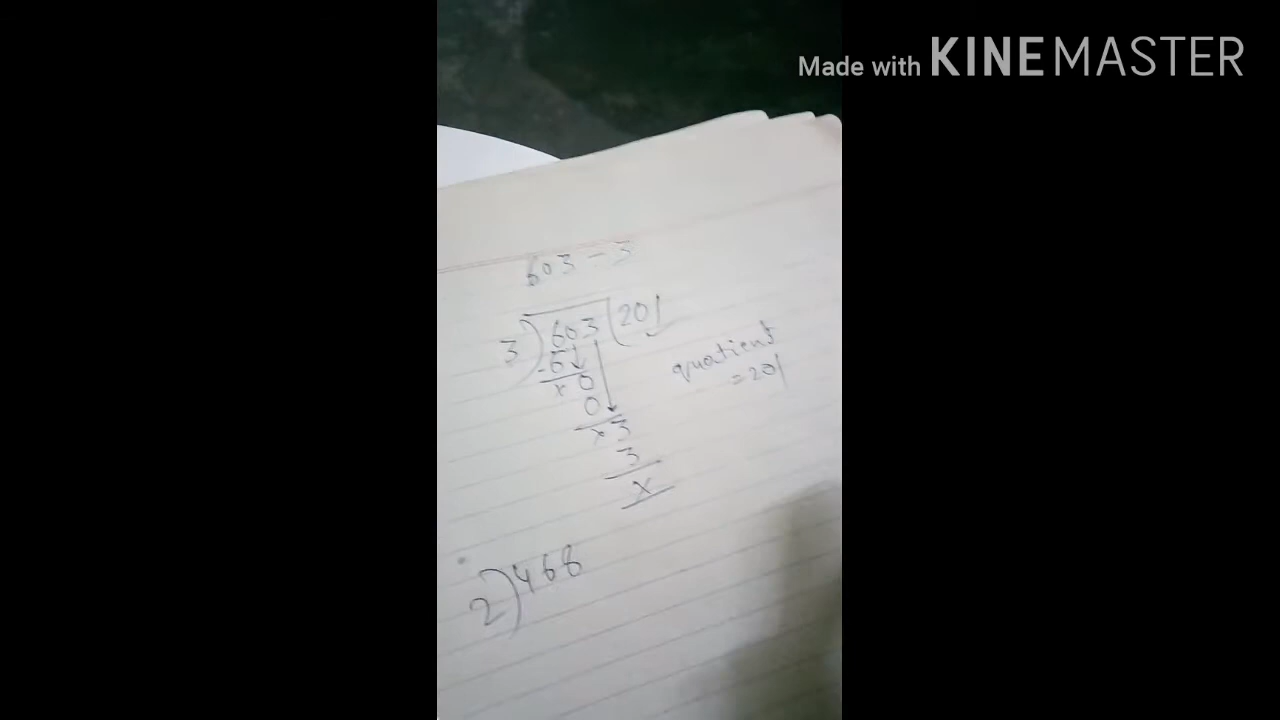 Made with KINEMASTER
603 - 3
3)603(201
-6
x0
0
x3
3
x
quotient
=201
2)468